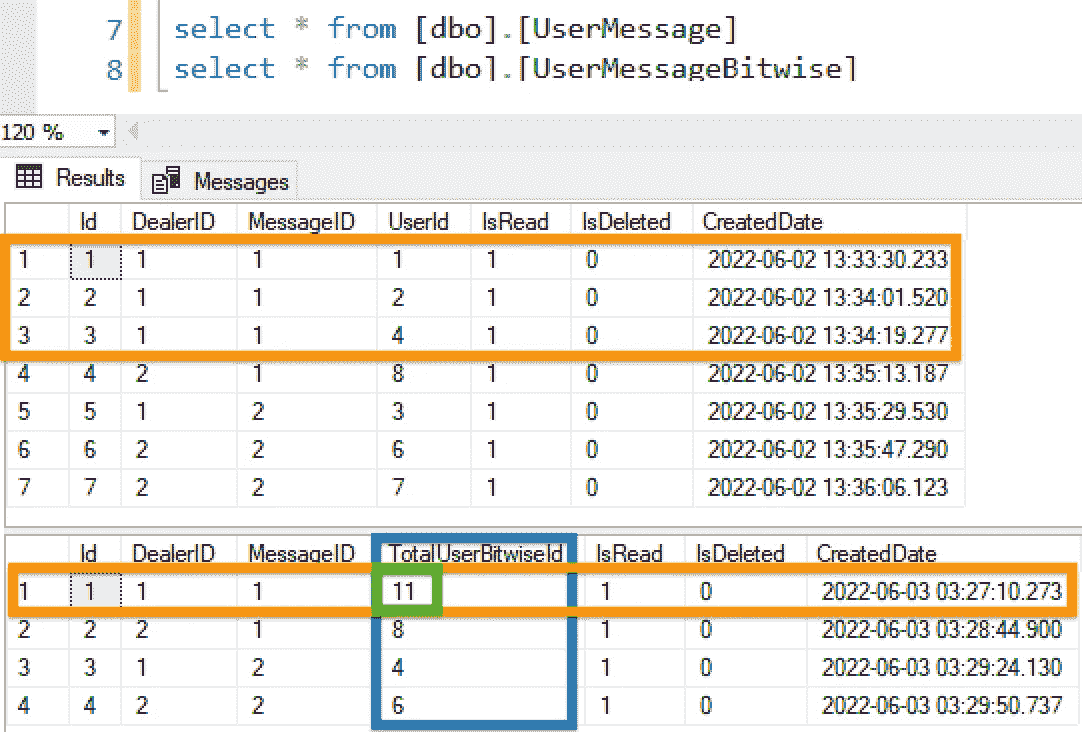 7 select * from [dbo].[UserMessage]
8 select * from [dbo].[UserMessageBitwise]
120 %
Results Messages
Id DealerID MessageID UserId IsRead IsDeleted CreatedDate
1 1 1 1 1 1 0 2022-06-02 13:33:30.233
2 2 1 1 2 1 0 2022-06-02 13:34:01.520
3 3 1 1 4 1 0 2022-06-02 13:34:19.277
4 4 2 1 8 1 0 2022-06-02 13:35:13.187
5 5 1 2 3 1 0 2022-06-02 13:35:29.530
6 6 2 2 6 1 0 2022-06-02 13:35:47.290
7 7 2 2 7 1 0 2022-06-02 13:36:06.123
Id DealerID MessageID TotalUserBitwiseId IsRead IsDeleted CreatedDate
1 1 1 1 11 1 0 2022-06-03 03:27:10.273
2 2 2 1 8 1 0 2022-06-03 03:28:44.900
3 3 1 2 4 1 0 2022-06-03 03:29:24.130
4 4 2 2 6 1 0 2022-06-03 03:29:50.737